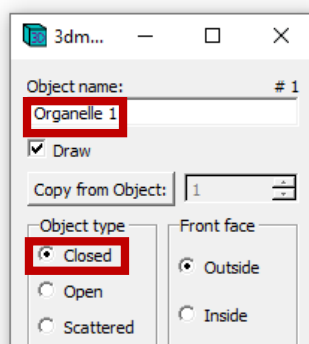 3dm...
Object name: # 1
Organelle 1
Draw
Copy from Object: 1
Object type Front face
Closed Outside
Open Inside
Scattered